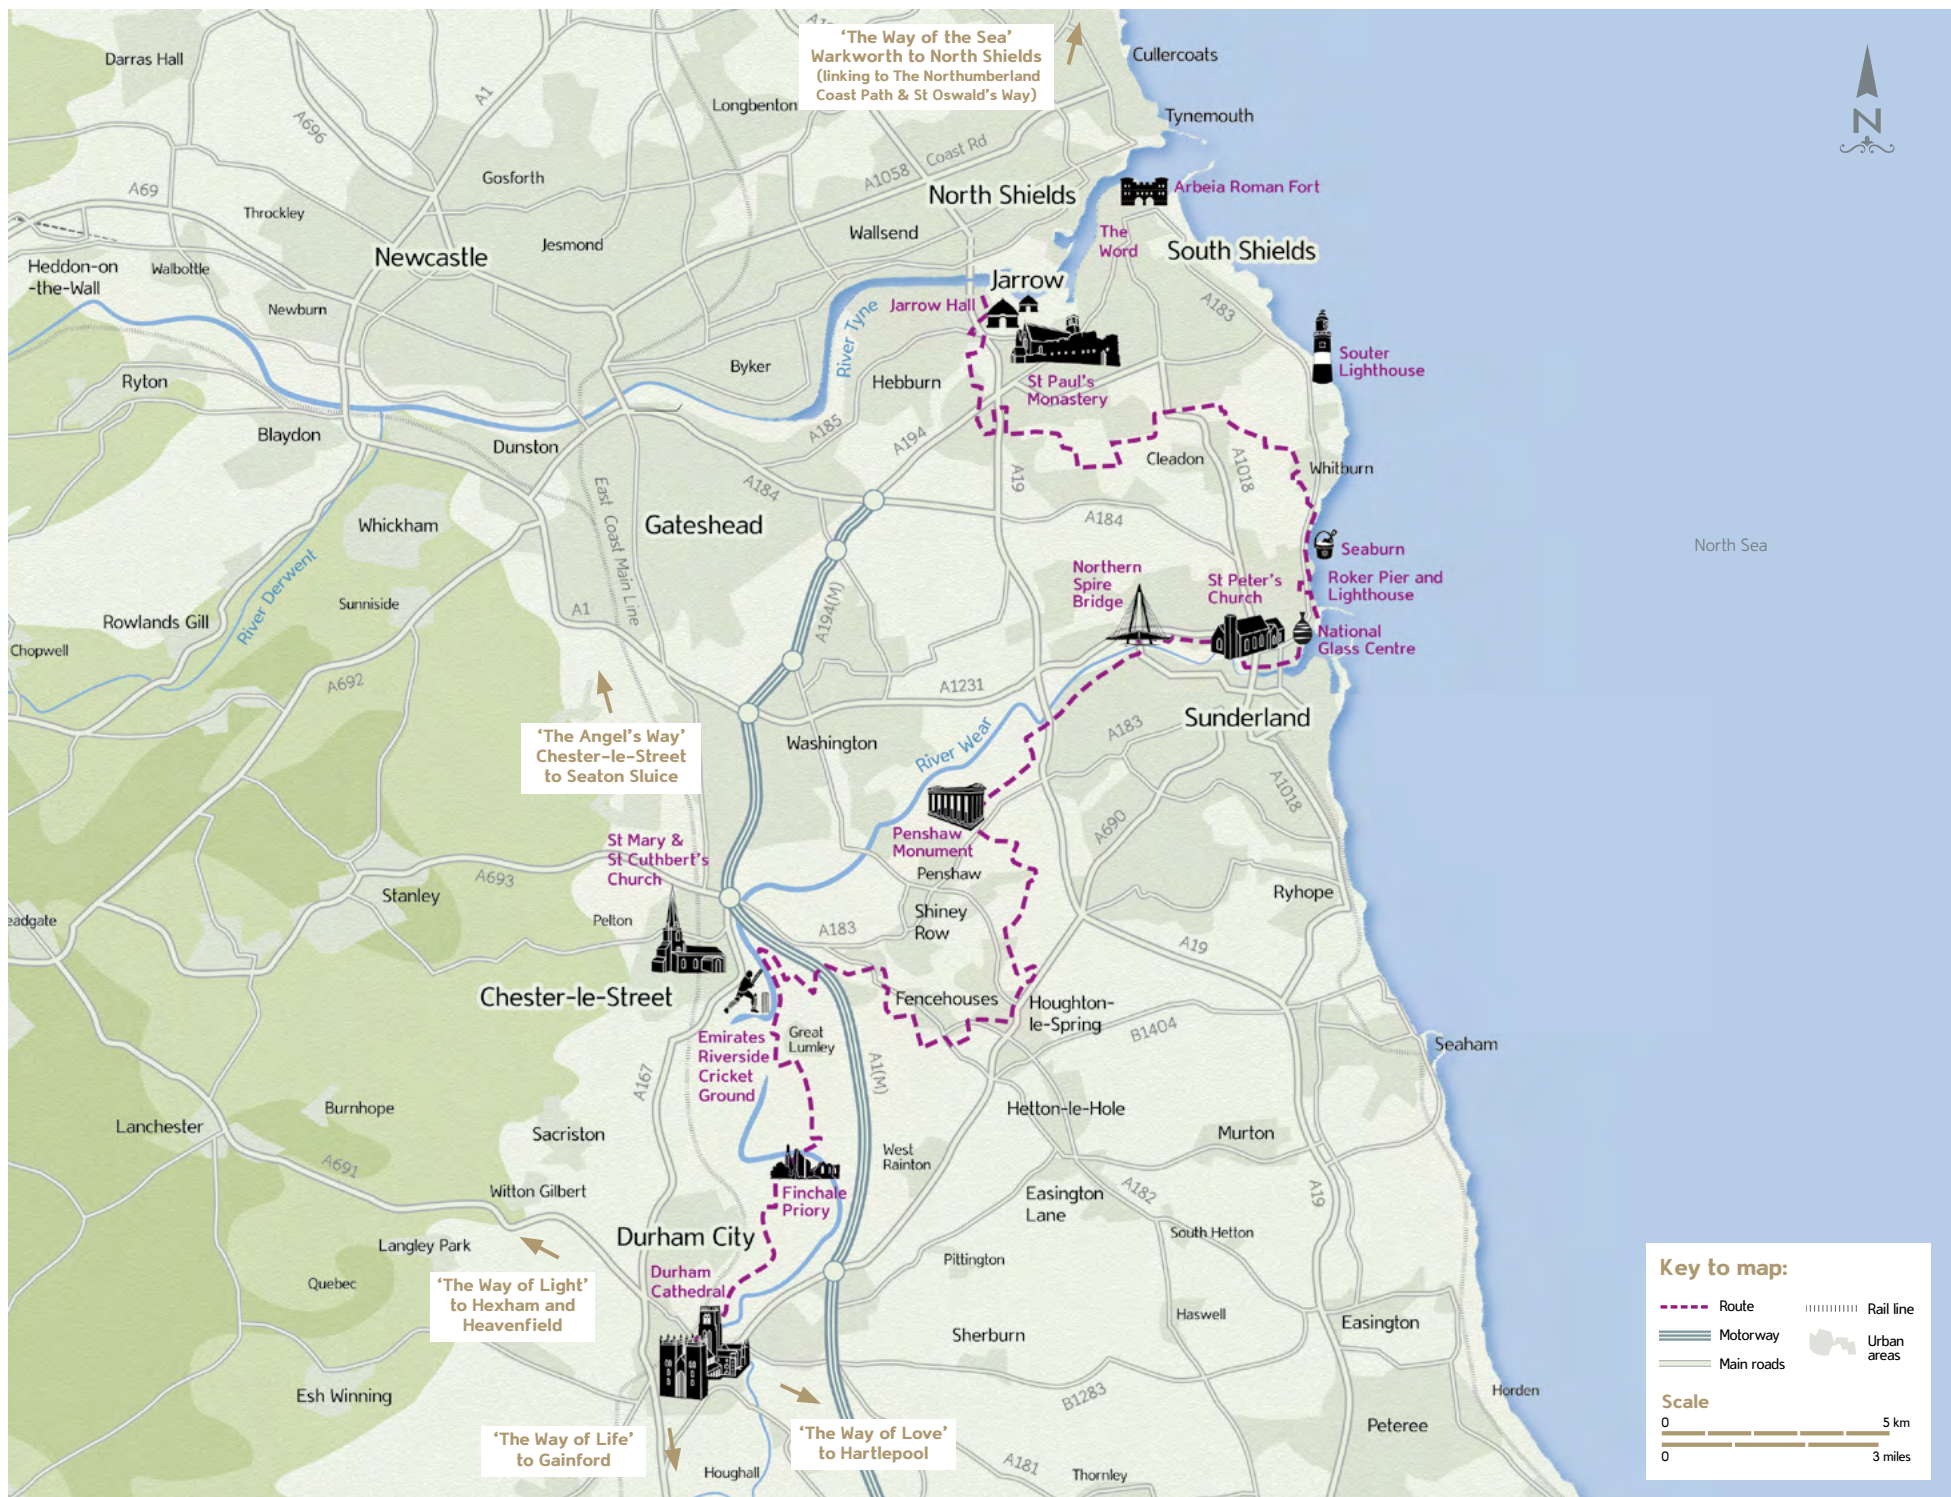 Darras Hall
A1
A696
A69
Throckley
Gosforth
Longbenton
A19
‘The Way of the Sea’
Warkworth to North Shields
(linking to The Northumberland
Coast Path & St Oswald’s Way)
Cullercoats
Tynemouth
N
A1058
Coast Rd
North Shields
Arbeia Roman Fort
The
Word
South Shields
Wallsend
Jesmond
Newcastle
Heddon-on
-the-Wall
Walbottle
Newburn
Jarrow
Jarrow Hall
River Tyne
A183
Souter
Lighthouse
Byker
Hebburn
St Paul’s
Monastery
Ryton
Blaydon
Dunston
A185
A194
A19
Cleadon
A1018
Whitburn
A184
East Coast Main Line
Whickham
Gateshead
A184
North Sea
Seaburn
Roker Pier and
Lighthouse
Northern
Spire
Bridge
St Peter’s
Church
National
Glass Centre
River Derwent
Sunniside
A1
A194(M)
Rowlands Gill
Chopwell
A692
A1231
‘The Angel’s Way’
Chester-le-Street
to Seaton Sluice
Washington
River Wear
A183
Sunderland
A1018
A690
Penshaw
Monument
Penshaw
St Mary &
St Cuthbert’s
Church
A693
Stanley
Pelton
eadgate
Shiney
Row
A183
Ryhope
A19
Chester-le-Street
Fencehouses
Houghton-
le-Spring
B1404
Emirates
Riverside
Cricket
Ground
Great
Lumley
A1(M)
A167
Seaham
Lanchester
Burnhope
Sacriston
Hetton-le-Hole
Murton
West
Rainton
A691
Witton Gilbert
Finchale
Priory
Easington
Lane
A182
A19
South Hetton
Durham City
Langley Park
Quebec
Pittington
Durham
Cathedral
‘The Way of Light’
to Hexham and
Heavenfield
Haswell
Easington
Sherburn
Esh Winning
B1283
Horden
Peteree
‘The Way of Life’
to Gainford
‘The Way of Love’
to Hartlepool
Houghall
A181
Thornley
Key to map:
Route
Motorway
Main roads
Rail line
Urban
areas
Scale
0 5 km
0 3 miles